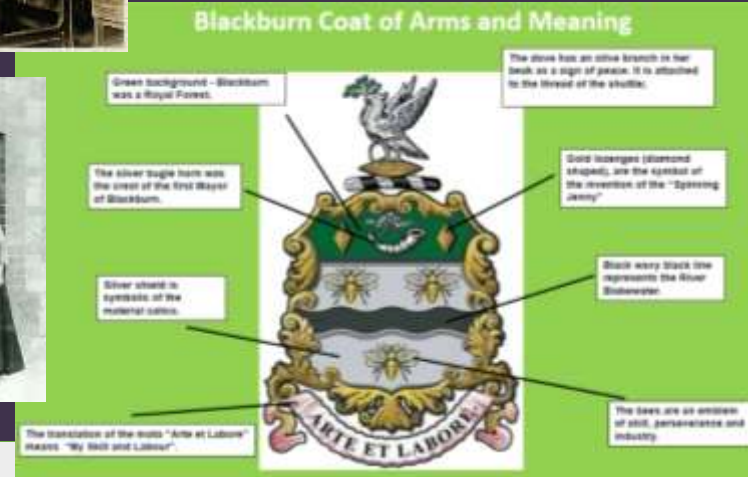 Blackburn Coat of Arms and Meaning
Green background - Blackburn
was a Royal Forest.
The dove has an olive branch in her
beak as a sign of peace. It is attached
to the thread of the shuttle.
The silver bugle horn was
the crest of the first Mayor
of Blackburn.
Gold lozenges (diamond
shaped), are the symbol of
the invention of the "Spinning
Jenny"
Silver shield is
symbolic of the
material calico.
Black wavy black line
represents the River
Blakewater.
The bees are an emblem
of skill, perseverance and
industry.
The translation of the moto "Arte et Labore"
means "By Skill and Labour".
ARTE ET LABORE